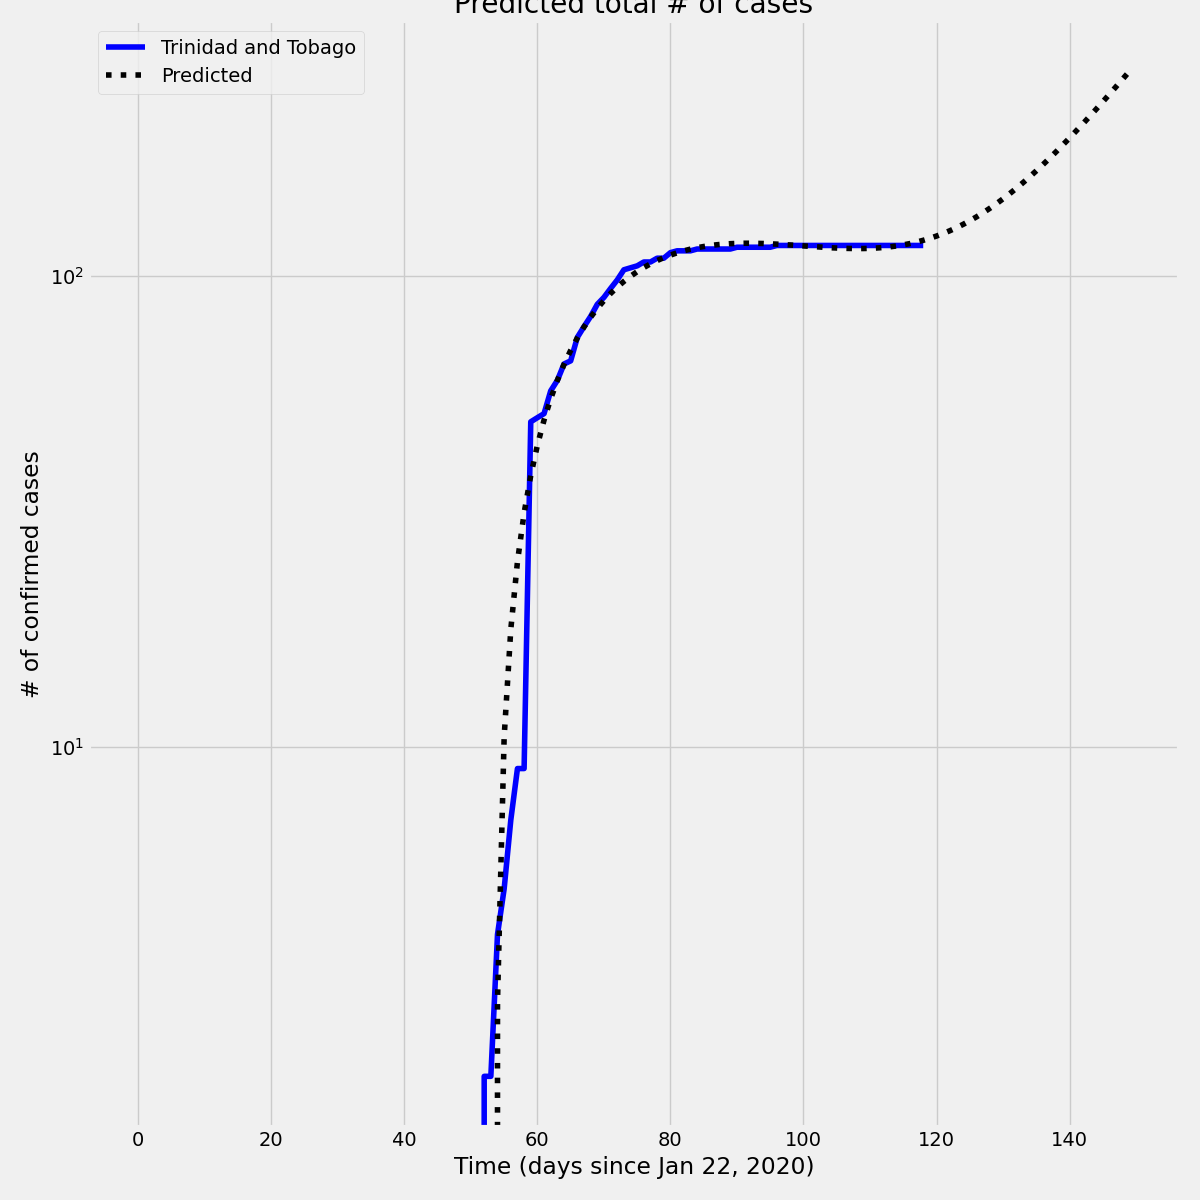 Predicted total # of cases
Trinidad and Tobago
Predicted
# of confirmed cases
10²
10¹
0 20 40 60 80 100 120 140
Time (days since Jan 22, 2020)